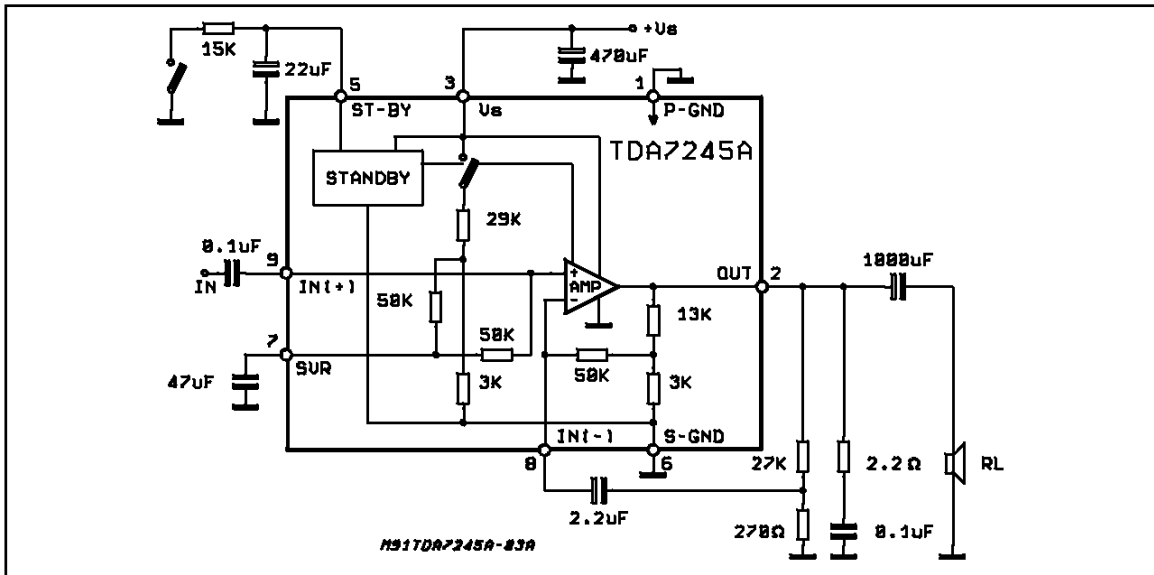 15K
22uF
5
ST-BY
3
Vs
+Vs
470uF
1
P-GND
TDA7245A
STANDBY
29K
0.1uF
IN
9
IN(+)
50K
50K
7
SVR
47uF
3K
+
AMP
-
13K
50K
3K
OUT
2
1000uF
IN(-)
8
S-GND
6
2.2uF
27K
270Ω
2.2Ω
0.1uF
RL
M91TDA7245A-03A